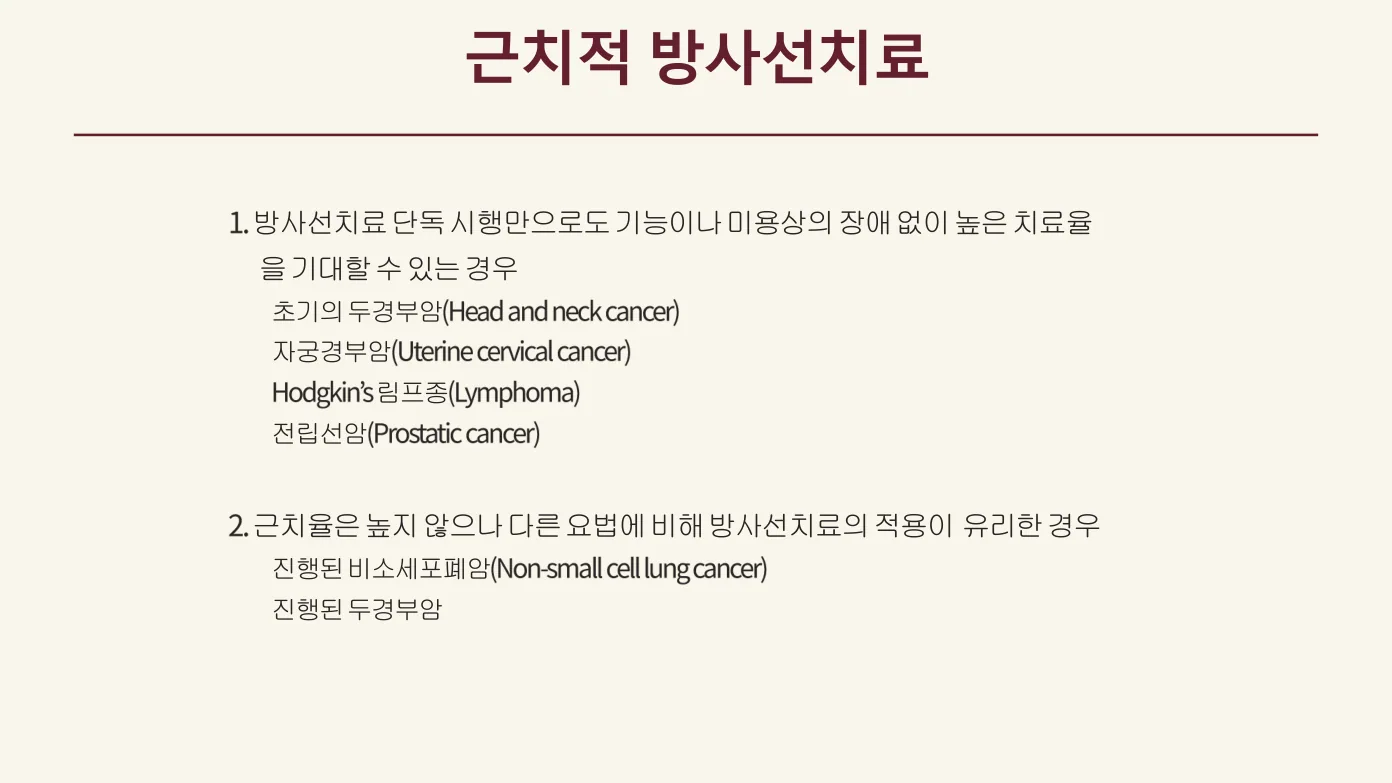 근치적 방사선치료
1. 방사선치료 단독 시행만으로도 기능이나 미용상의 장애 없이 높은 치료율
을 기대할 수 있는 경우
초기의 두경부암(Head and neck cancer)
자궁경부암(Uterine cervical cancer)
Hodgkin’s 림프종(Lymphoma)
전립선암(Prostatic cancer)
2. 근치율은 높지 않으나 다른 요법에 비해 방사선치료의 적용이 유리한 경우
진행된 비소세포폐암(Non-small cell lung cancer)
진행된 두경부암